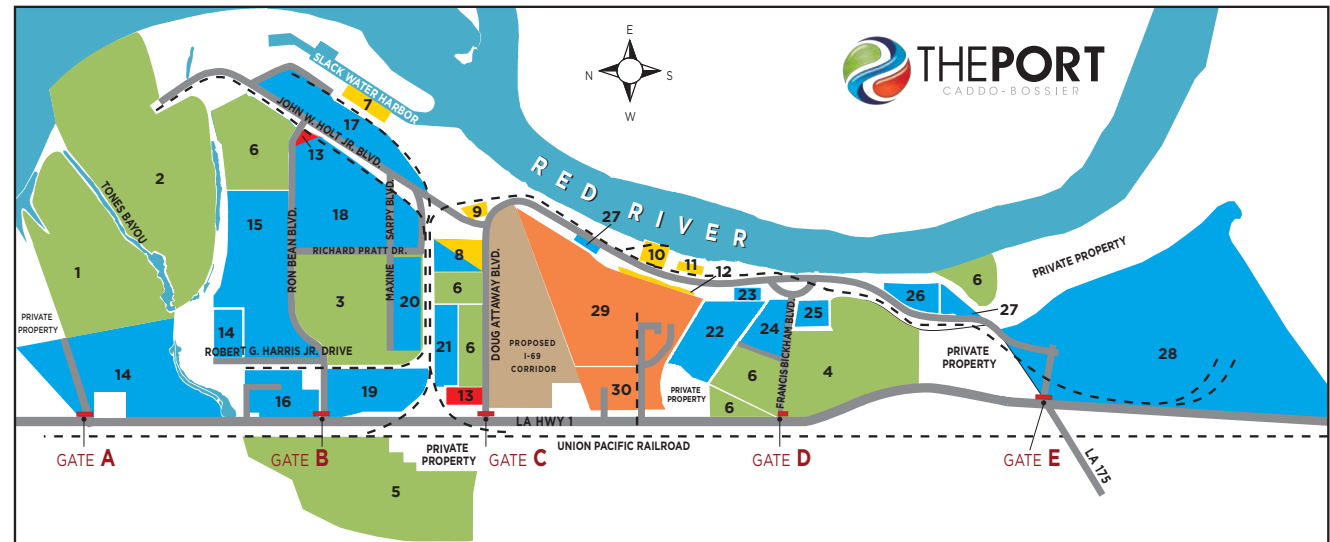 E
N
S
W
THEPORT
CADDO-BOSSIER
SLACK WATER HARBOR
7
17
JOHN W. HOLT JR. BLVD.
13
6
2
TONES BAYOU
1
15
RON BEAN BLVD.
18
MAXINE SARPY BLVD.
RICHARD PRATT DR.
3
20
PRIVATE
PROPERTY
14
14
ROBERT G. HARRIS JR. DRIVE
16
19
RED RIVER
9
8
6
21
6
13
DOUG ATTAWAY BLVD.
PROPOSED
I-69
CORRIDOR
27
10
11
12
29
30
23
22
24
25
FRANCIS BICKHAM BLVD.
6
6
4
PRIVATE
PROPERTY
26
6
27
PRIVATE PROPERTY
PRIVATE
PROPERTY
28
LA HWY 1
UNION PACIFIC RAILROAD
PRIVATE
PROPERTY
LA 175
GATE A
GATE B
GATE C
GATE D
GATE E
5